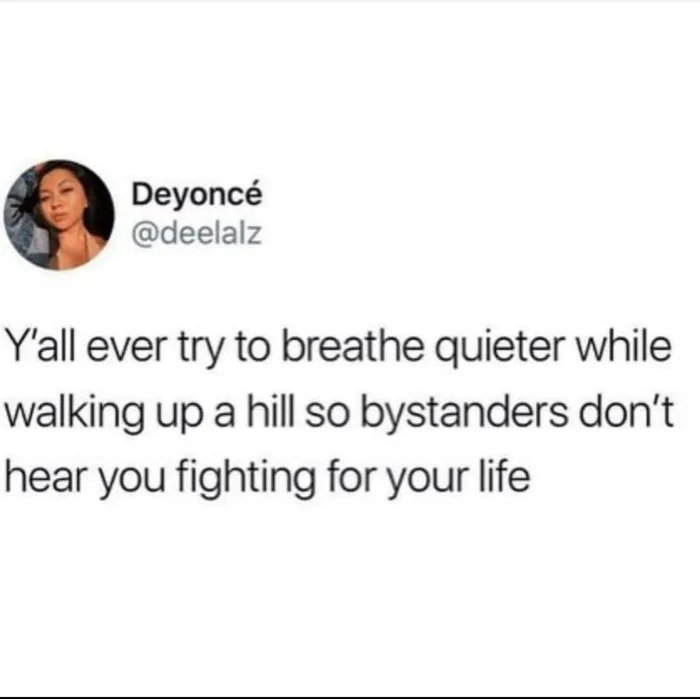 Deyoncé
@deelalz
Y'all ever try to breathe quieter while
walking up a hill so bystanders don't
hear you fighting for your life